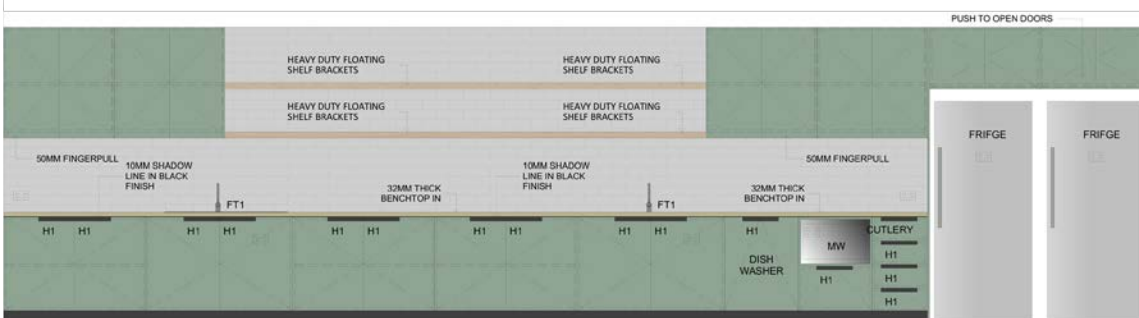 PUSH TO OPEN DOORS
HEAVY DUTY FLOATING
SHELF BRACKETS
HEAVY DUTY FLOATING
SHELF BRACKETS
HEAVY DUTY FLOATING
SHELF BRACKETS
HEAVY DUTY FLOATING
SHELF BRACKETS
FRIFGE
FRIFGE
50MM FINGERPULL
10MM SHADOW
LINE IN BLACK
FINISH
10MM SHADOW
LINE IN BLACK
FINISH
50MM FINGERPULL
32MM THICK
BENCHTOP IN
32MM THICK
BENCHTOP IN
FT1
FT1
H1 H1
H1 H1
H1 H1
H1 H1
H1 H1
H1
CUTLERY
MW
DISH
WASHER
H1
H1
H1
H1